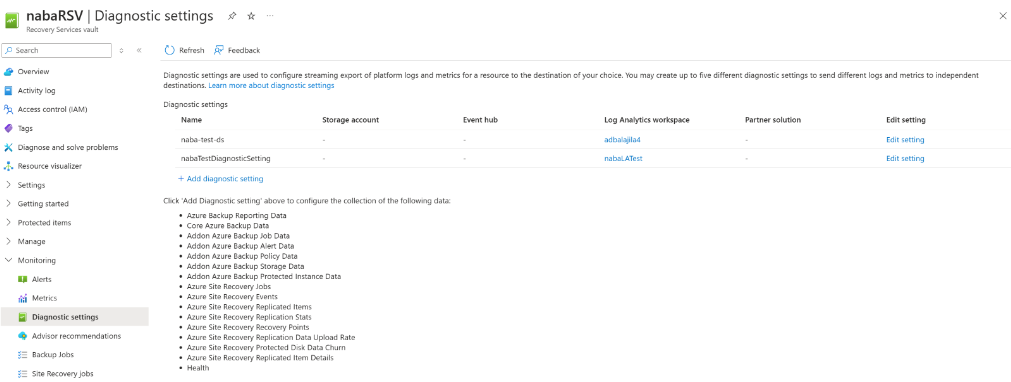 nabaRSV | Diagnostic settings
Recovery Services vault
Search
Refresh Feedback
Overview
Activity log
Access control (IAM)
Tags
Diagnose and solve problems
Resource visualizer
Settings
Getting started
Protected items
Manage
Monitoring
Alerts
Metrics
Diagnostic settings
Advisor recommendations
Backup Jobs
Site Recovery jobs
Diagnostic settings are used to configure streaming export of platform logs and metrics for a resource to the destination of your choice. You may create up to five different diagnostic settings to send different logs and metrics to independent
destinations. Learn more about diagnostic settings
Diagnostic settings
Name Storage account Event hub Log Analytics workspace Partner solution Edit setting
naba-test-ds - - adbalajila4 - Edit setting
nabaTestDiagnosticSetting - - nabaLATest - Edit setting
+ Add diagnostic setting
Click 'Add Diagnostic setting' above to configure the collection of the following data:
• Azure Backup Reporting Data
• Core Azure Backup Data
• Addon Azure Backup Job Data
• Addon Azure Backup Alert Data
• Addon Azure Backup Policy Data
• Addon Azure Backup Storage Data
• Addon Azure Backup Protected Instance Data
• Azure Site Recovery Jobs
• Azure Site Recovery Events
• Azure Site Recovery Replicated Items
• Azure Site Recovery Replication Stats
• Azure Site Recovery Recovery Points
• Azure Site Recovery Replication Data Upload Rate
• Azure Site Recovery Protected Disk Data Churn
• Azure Site Recovery Replicated Item Details
• Health